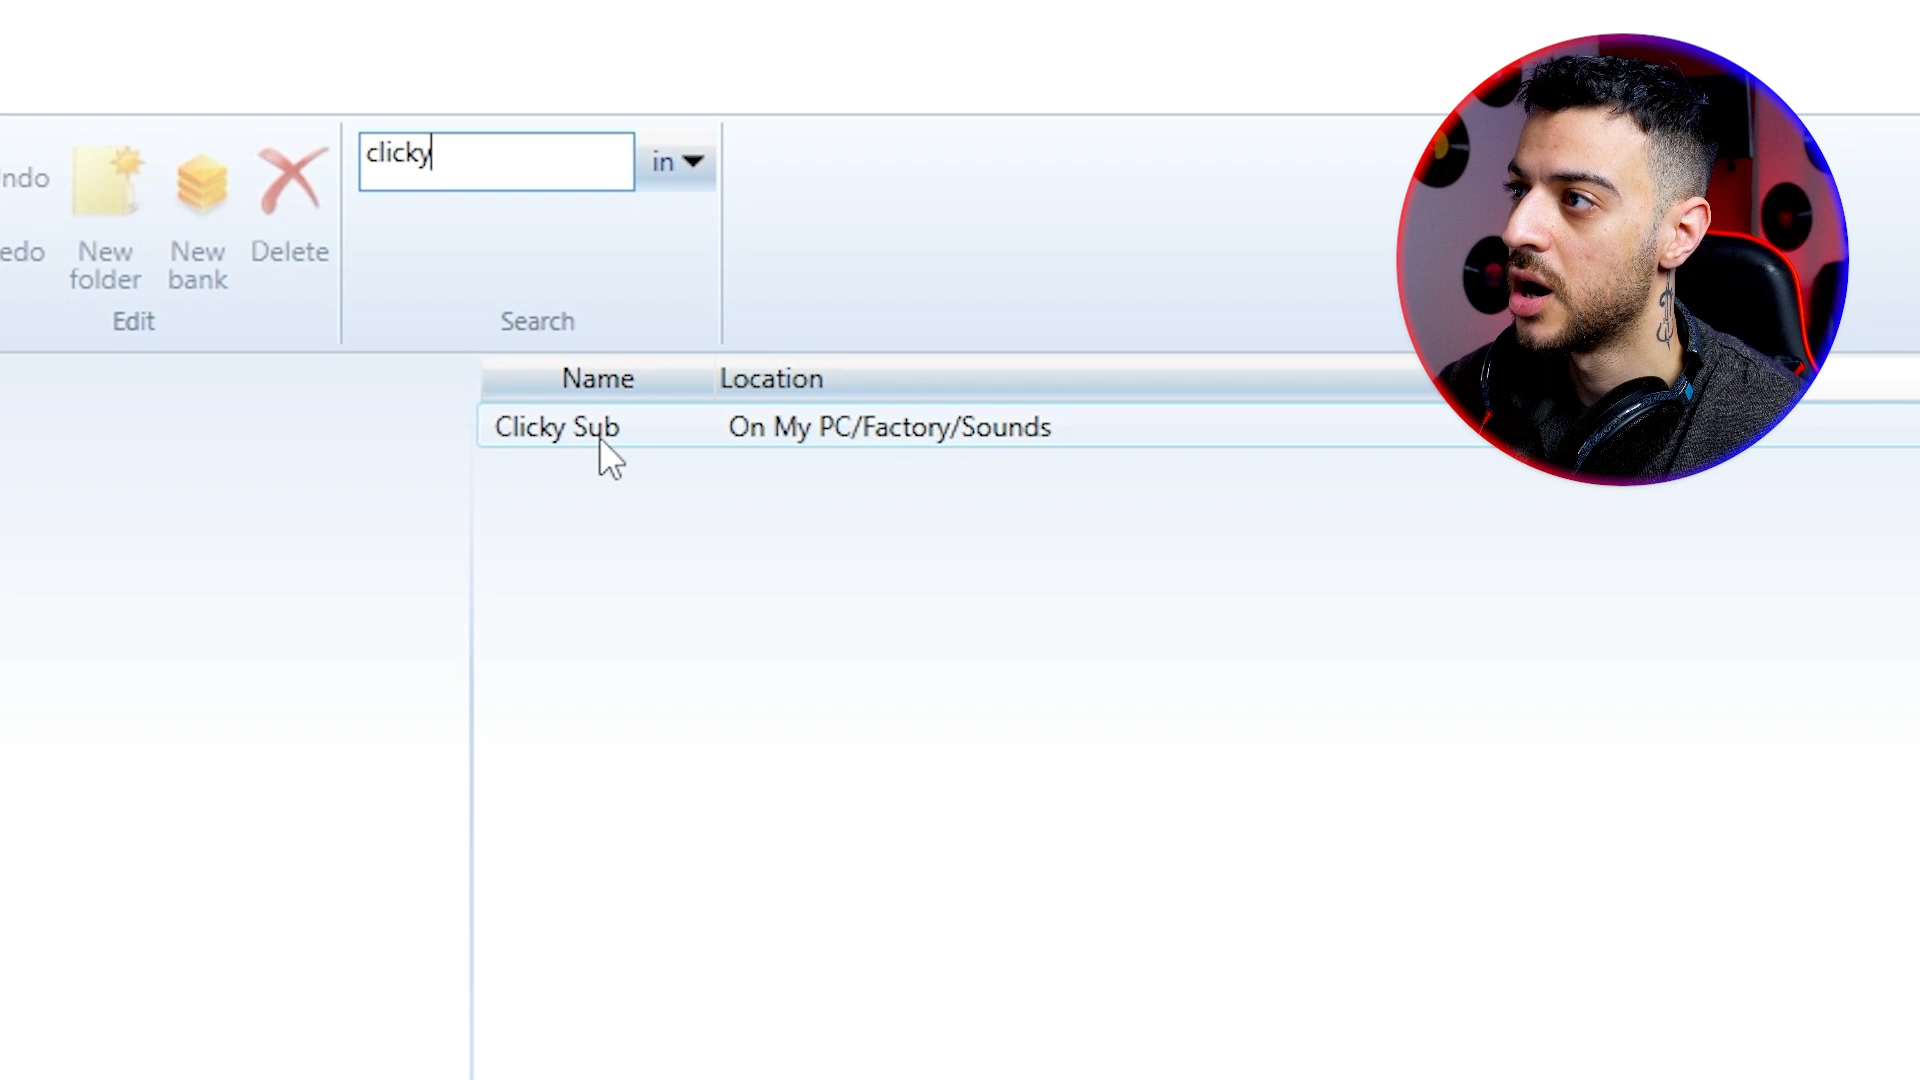 clicky
in
ndo
edo
New folder
New bank
Delete
Edit
Search
Name
Location
Clicky Sub
On My PC/Factory/Sounds